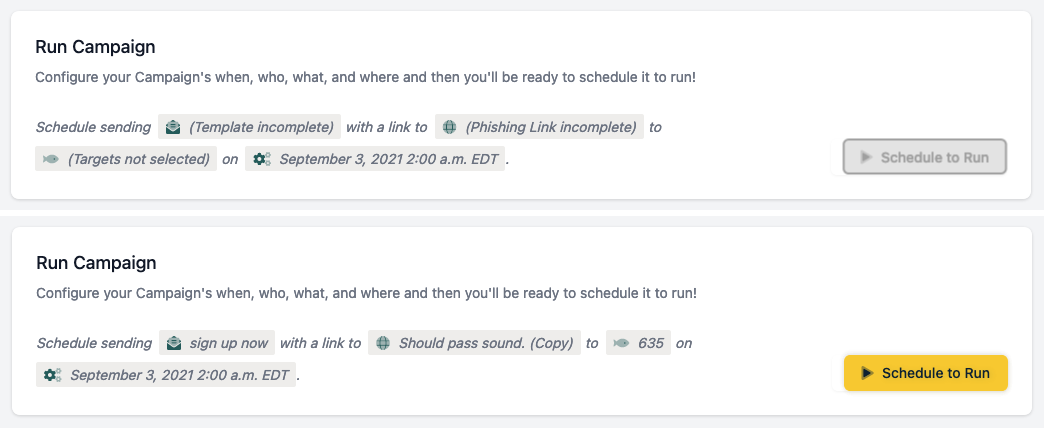 Run Campaign
Configure your Campaign's when, who, what, and where and then you'll be ready to schedule it to run!
Schedule sending (Template incomplete) with a link to (Phishing Link incomplete) to
(Targets not selected) on September 3, 2021 2:00 a.m. EDT.
Schedule to Run
Run Campaign
Configure your Campaign's when, who, what, and where and then you'll be ready to schedule it to run!
Schedule sending sign up now with a link to Should pass sound. (Copy) to 635 on
September 3, 2021 2:00 a.m. EDT.
Schedule to Run